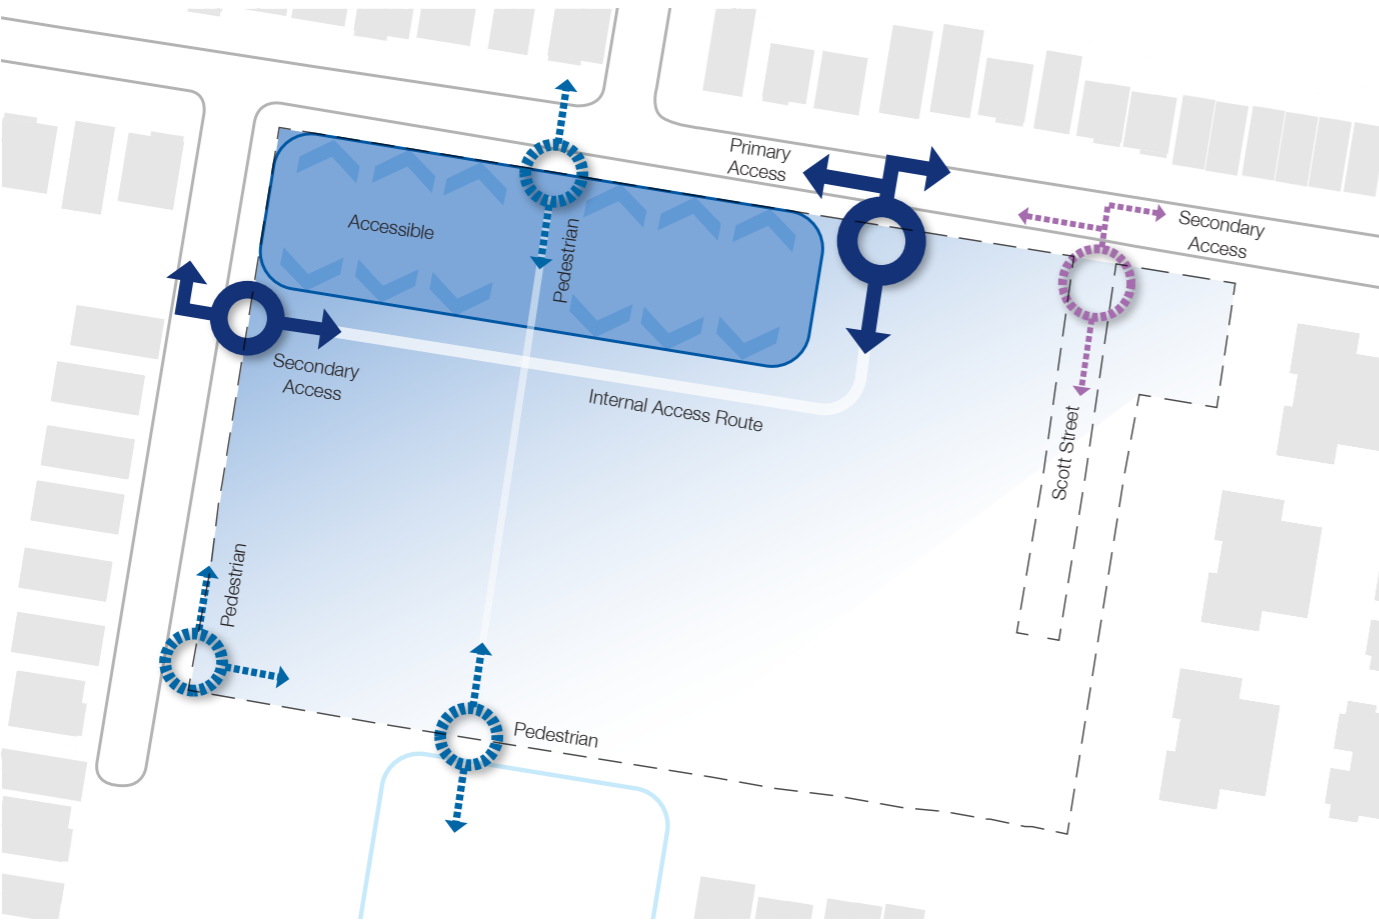 Primary
Access
Secondary
Access
Accessible
Pedestrian
Secondary
Access
Internal Access Route
Scott Street
Pedestrian
Pedestrian